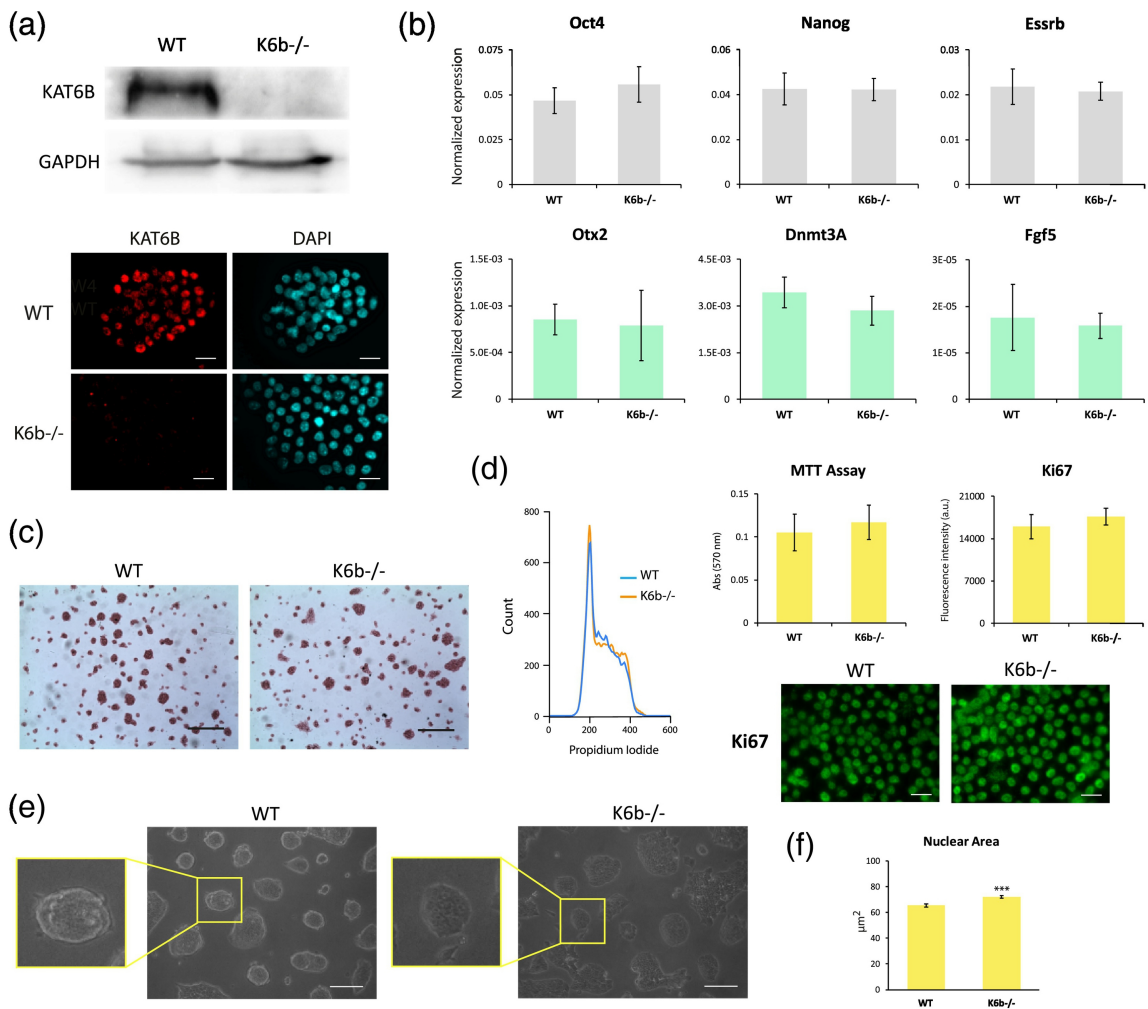 (a)
WT K6b-/-
KAT6B
GAPDH
KAT6B DAPI
W4
WT
WT
K6b-/-
(b)
Oct4
Normalized expression
0.075
0.05
0.025
0
WT K6b-/-
Nanog
0.06
0.04
0.02
0
WT K6b-/-
Essrb
0.03
0.02
0.01
0
WT K6b-/-
Otx2
Normalized expression
1.5E-03
1.0E-03
5.0E-04
0
WT K6b-/-
Dnmt3A
4.5E-03
3.0E-03
1.5E-03
0
WT K6b-/-
Fgf5
3E-05
2E-05
1E-05
0
WT K6b-/-
(c)
WT K6b-/-
(d)
Count
800
600
400
200
0
0 200 400 600
Propidium Iodide
WT
K6b-/-
MTT Assay
Abs (570 nm)
0.15
0.1
0.05
0
WT K6b-/-
Ki67
Fluorescence intensity (a.u.)
21000
14000
7000
0
WT K6b-/-
WT K6b-/-
Ki67
(e)
WT K6b-/-
(f)
Nuclear Area
μm2
100
80
60
40
20
0
***
WT K6b-/-